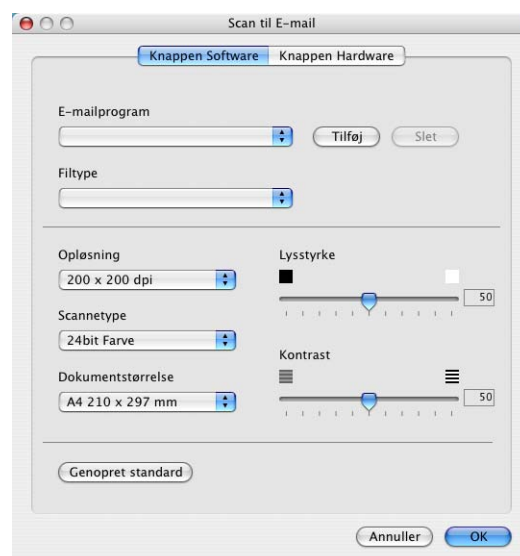 Scan til E-mail
Knappen Software Knappen Hardware
E-mailprogram
Tilføj Slet
Filtype
Opløsning
200 x 200 dpi
Scannetype
24bit Farve
Dokumentstørrelse
A4 210 x 297 mm
Lysstyrke
50
Kontrast
50
Genopret standard
Annuller OK